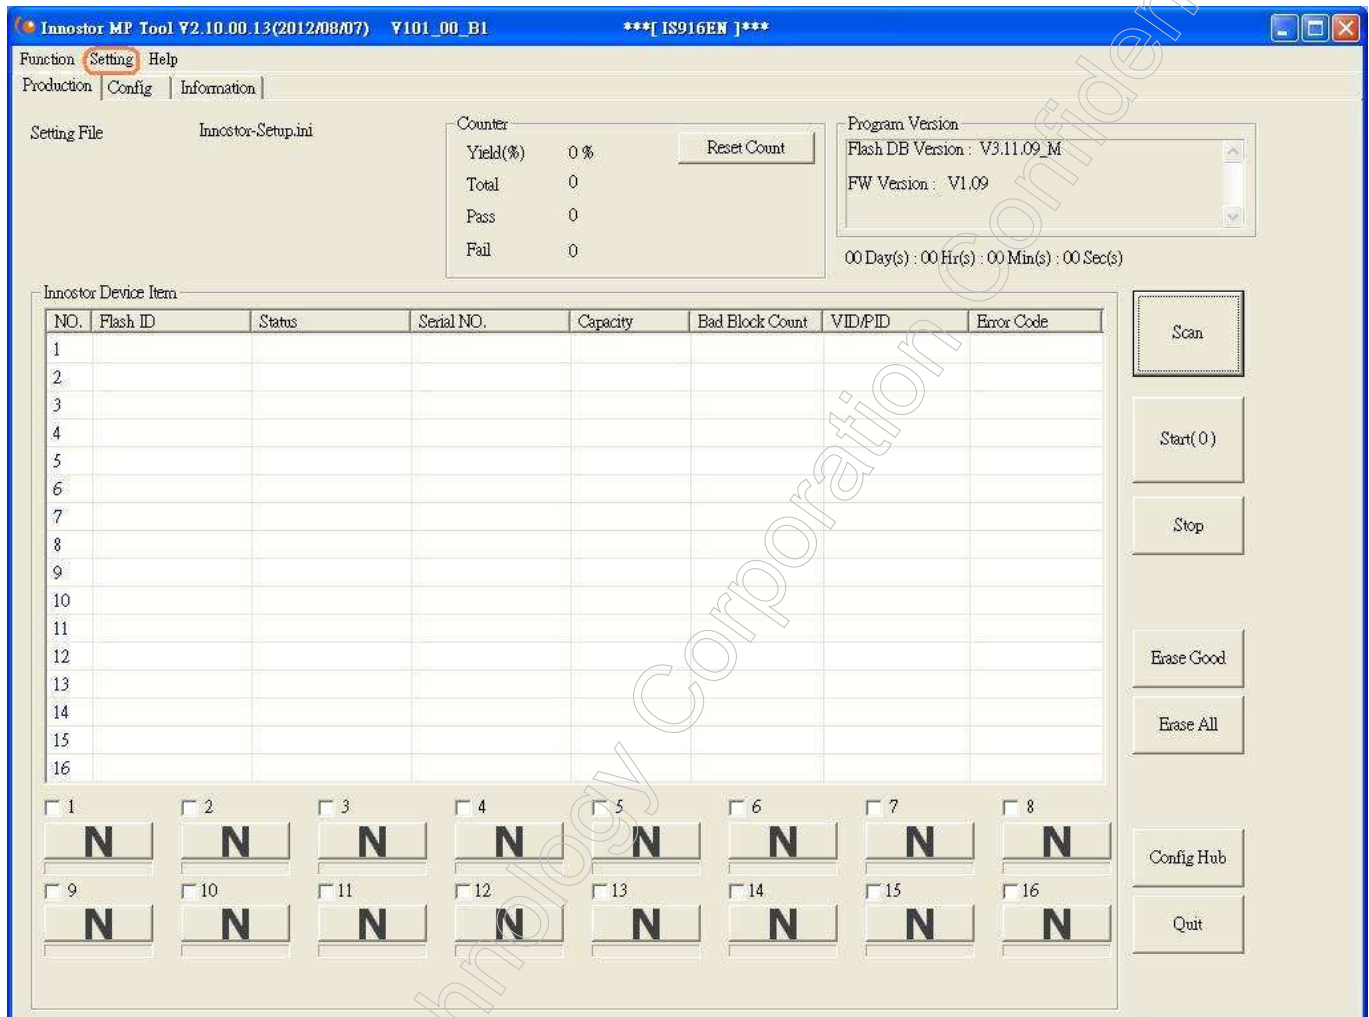 Innostor MP Tool V2.10.00.13(2012/08/07) V101_00_B1 ***[ IS916EN ]***
Function Setting Help
Production Config Information
Setting File Innostor-Setup.ini
Counter
Yield(%) 0 %
Total 0
Pass 0
Fail 0
Reset Count
Program Version
Flash DB Version : V3.11.09_M
FW Version : V1.09
00 Day(s) : 00 Hr(s) : 00 Min(s) : 00 Sec(s)
Innostor Device Item
NO. Flash ID Status Serial NO. Capacity Bad Block Count VID/PID Error Code
1
2
3
4
5
6
7
8
9
10
11
12
13
14
15
16
Scan
Start( 0 )
Stop
Erase Good
Erase All
Config Hub
Quit
1 2 3 4 5 6 7 8
N N N N N N N N
9 10 11 12 13 14 15 16
N N N N N N N N
Corporation